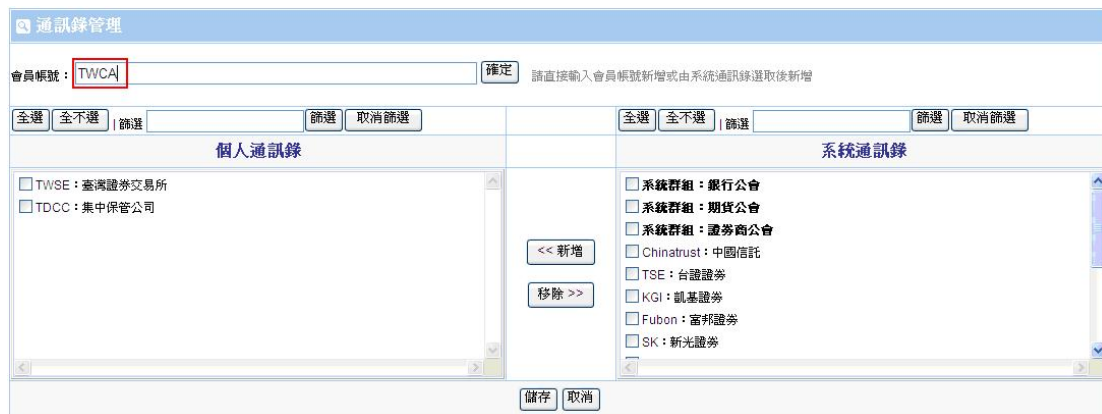 通訊錄管理
會員帳號：TWCA 確定 請直接輸入會員帳號新增或由系統通訊錄選取後新增
全選 全不選 | 篩選 篩選 取消篩選 全選 全不選 | 篩選 篩選 取消篩選
個人通訊錄 系統通訊錄
TWSE：臺灣證券交易所
TDCC：集中保管公司
<< 新增
移除 >>
系統群組：銀行公會
系統群組：期貨公會
系統群組：證券商公會
Chinatrust：中國信託
TSE：台證證券
KGI：凱基證券
Fubon：富邦證券
SK：新光證券
儲存 取消